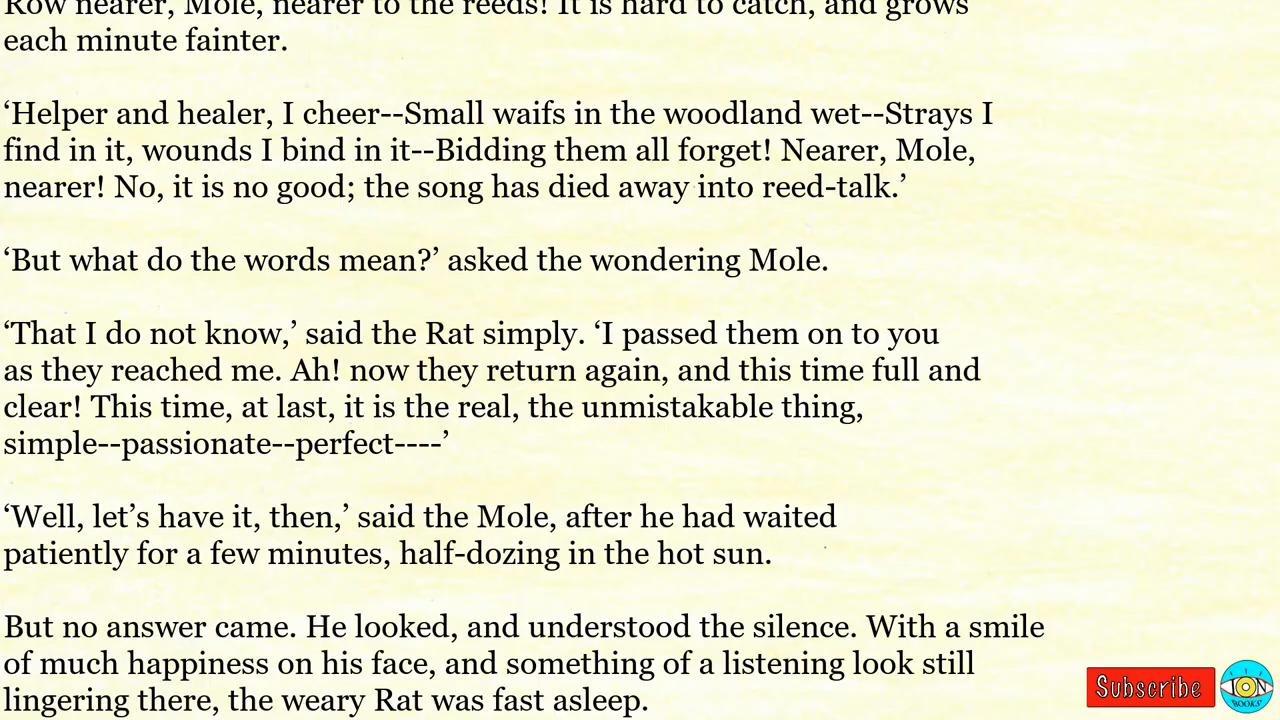 Row nearer, Mole, nearer to the reeds! It is hard to catch, and grows
each minute fainter.
‘Helper and healer, I cheer--Small waifs in the woodland wet--Strays I
find in it, wounds I bind in it--Bidding them all forget! Nearer, Mole,
nearer! No, it is no good; the song has died away into reed-talk.’
‘But what do the words mean?’ asked the wondering Mole.
‘That I do not know,’ said the Rat simply. ‘I passed them on to you
as they reached me. Ah! now they return again, and this time full and
clear! This time, at last, it is the real, the unmistakable thing,
simple--passionate--perfect----’
‘Well, let’s have it, then,’ said the Mole, after he had waited
patiently for a few minutes, half-dozing in the hot sun.
But no answer came. He looked, and understood the silence. With a smile
of much happiness on his face, and something of a listening look still
lingering there, the weary Rat was fast asleep.
Subscribe
ION
BOOKS